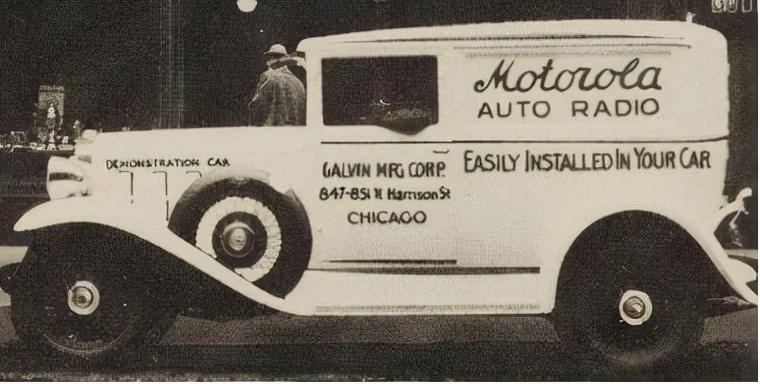 Motorola
AUTO RADIO
DEMONSTRATION CAR
GALVIN MFG CORP.
847-851 W Harrison St
CHICAGO
EASILY INSTALLED IN YOUR CAR